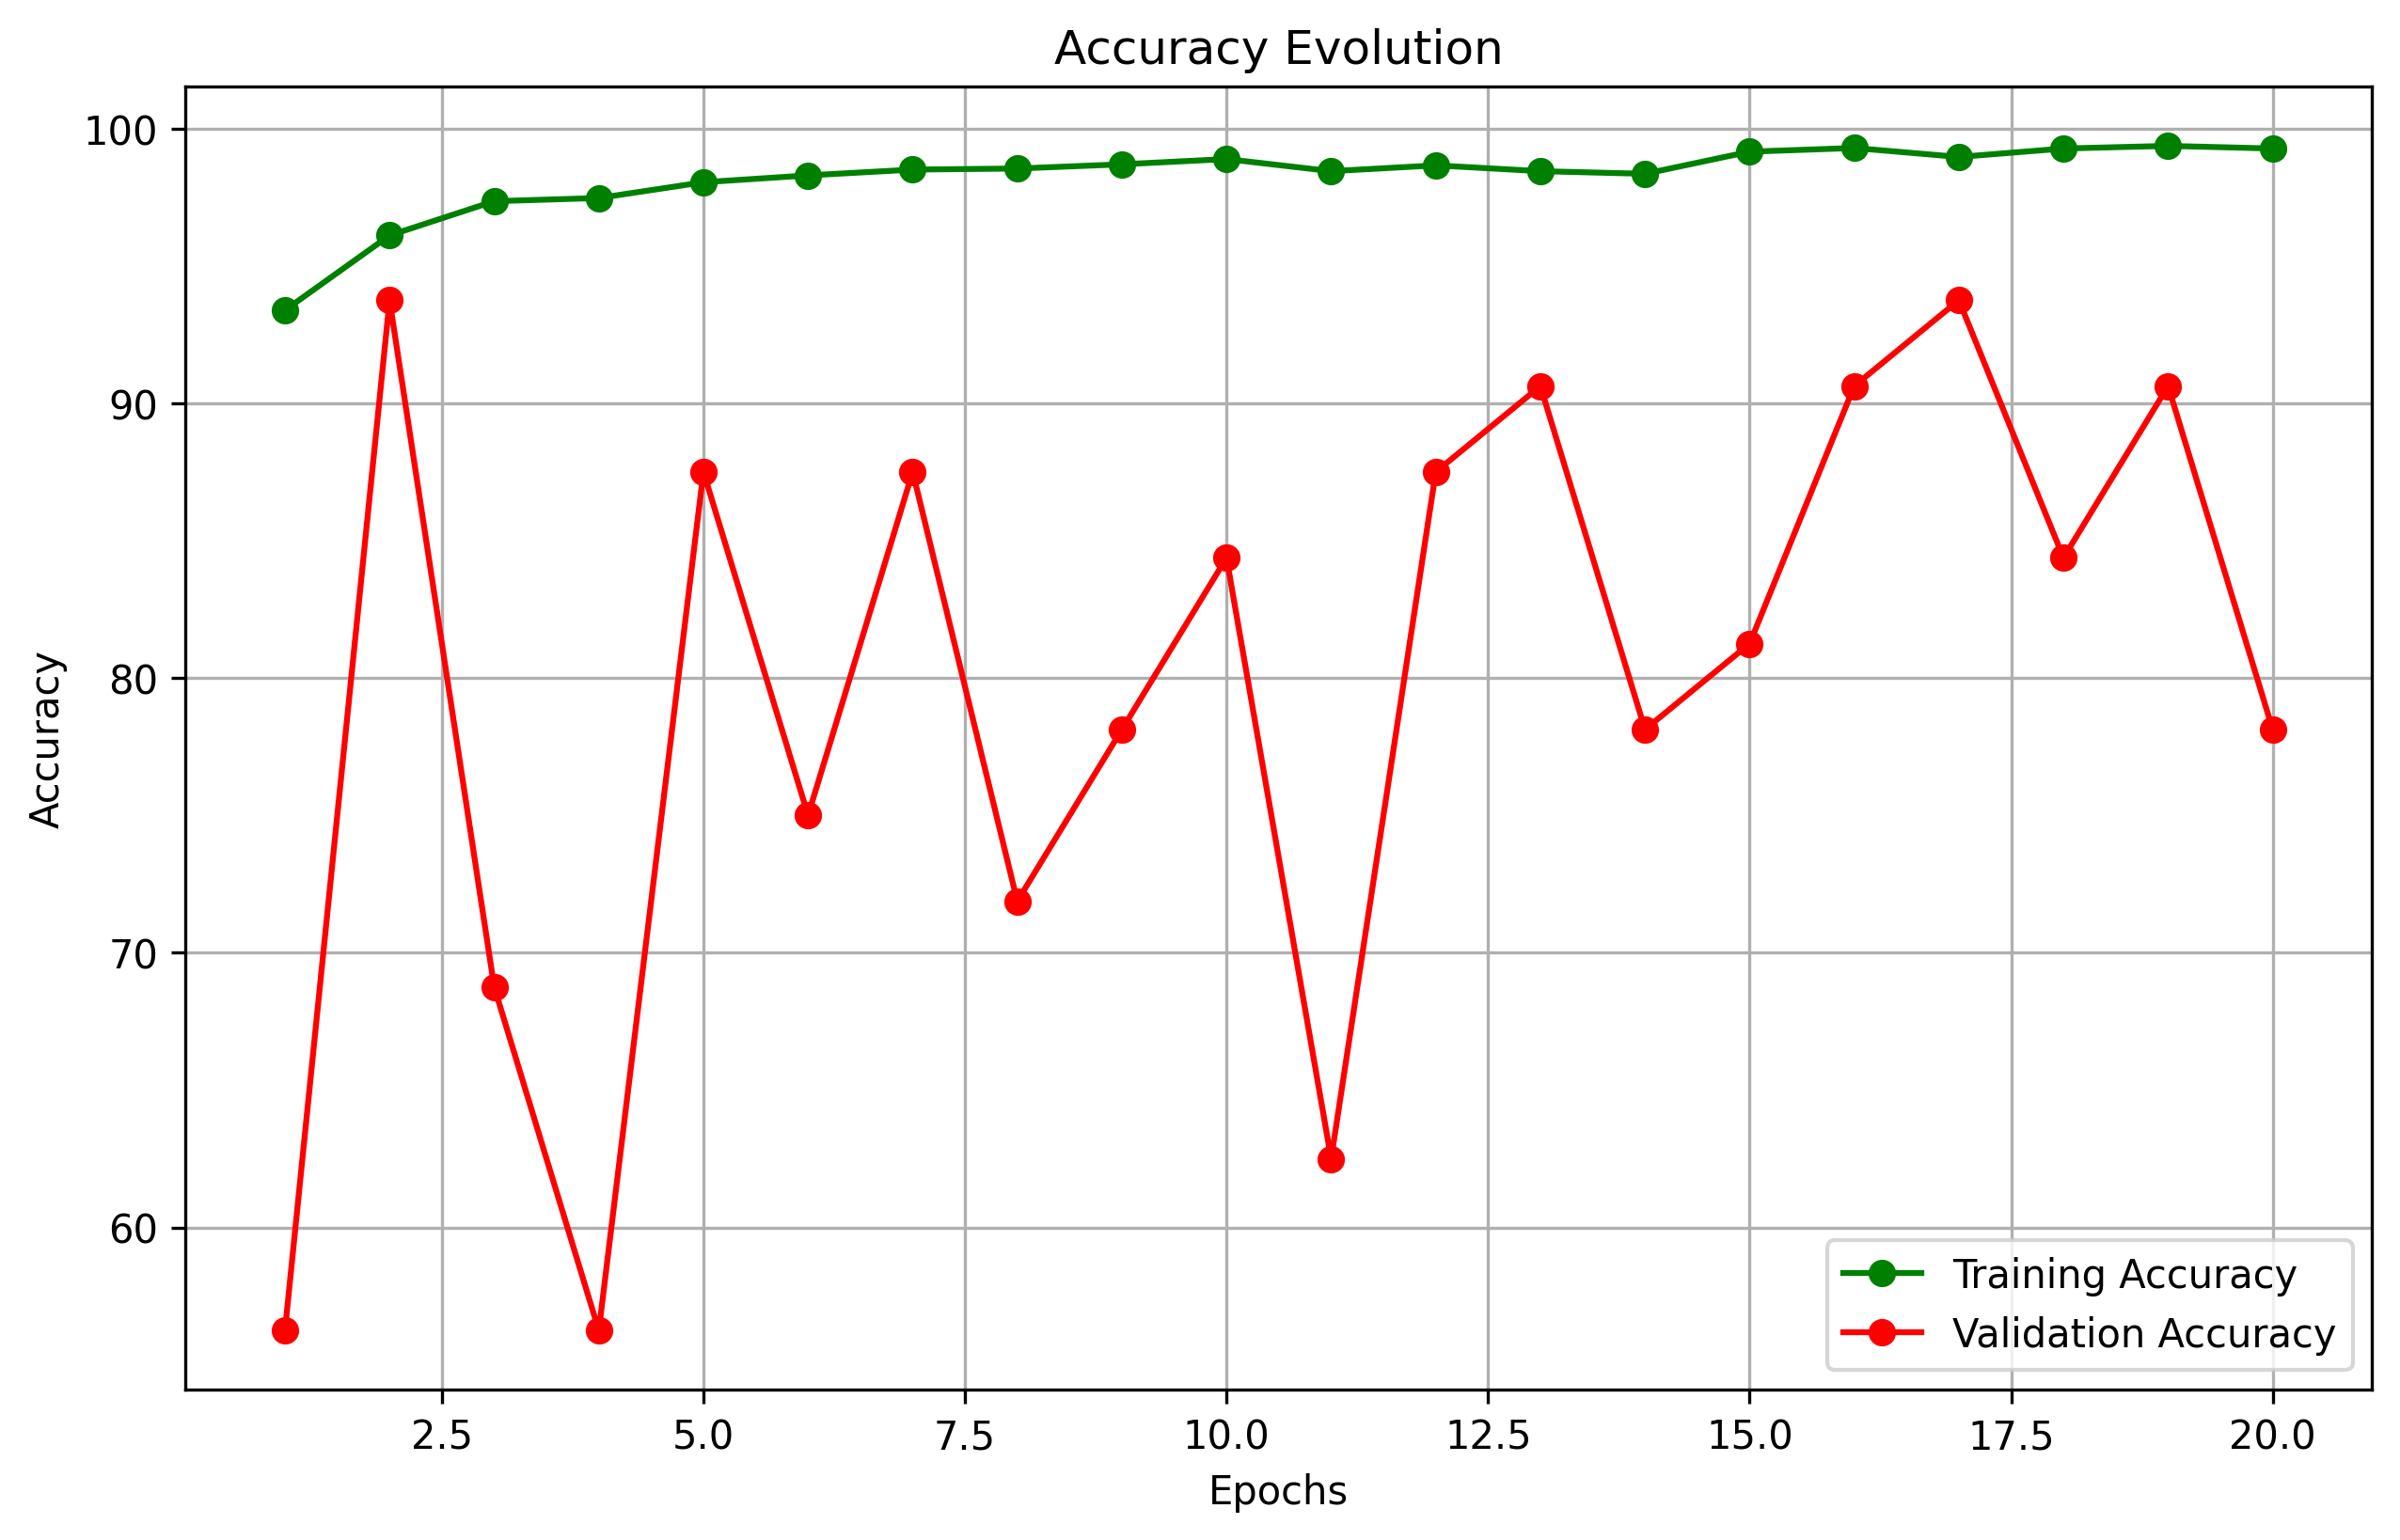 Accuracy Evolution
100
90
80
70
60
Accuracy
2.5 5.0 7.5 10.0 12.5 15.0 17.5 20.0
Epochs
Training Accuracy
Validation Accuracy